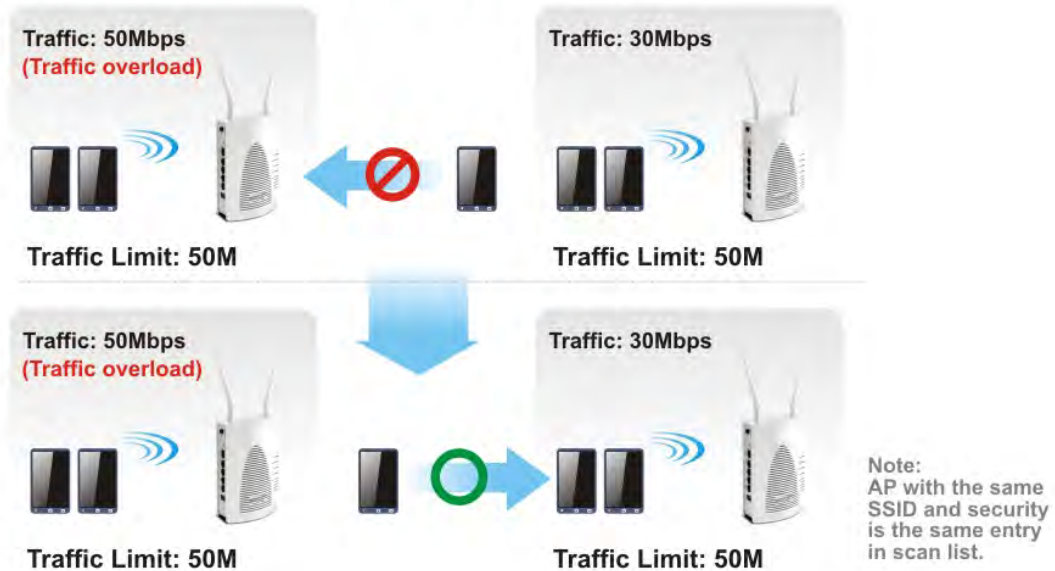 Traffic: 50Mbps
(Traffic overload)
Traffic: 30Mbps
Traffic Limit: 50M
Traffic Limit: 50M
Traffic: 50Mbps
(Traffic overload)
Traffic: 30Mbps
Note:
AP with the same
SSID and security
is the same entry
in scan list.
Traffic Limit: 50M
Traffic Limit: 50M